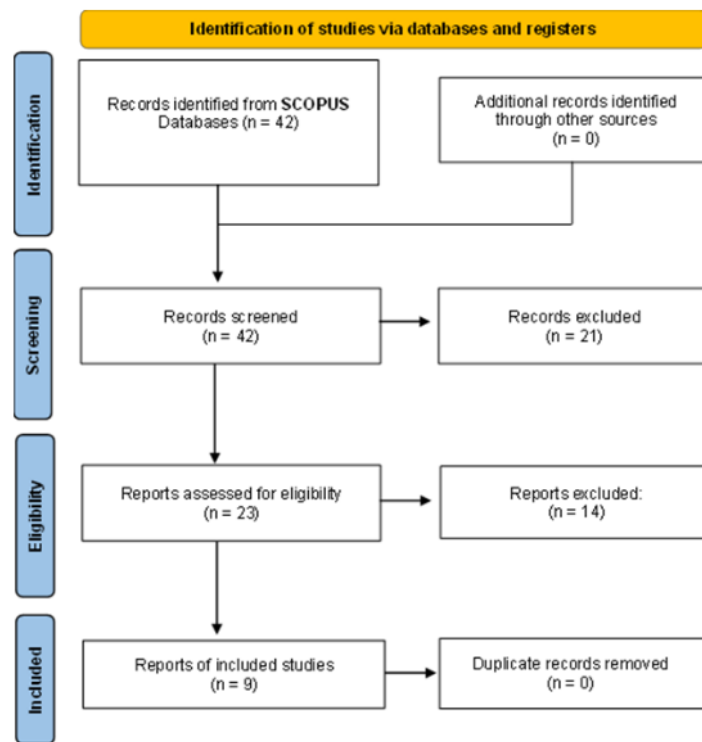 Identification of studies via databases and registers
Identification
Records identified from SCOPUS
Databases (n = 42)
Additional records identified
through other sources
(n = 0)
Screening
Records screened
(n = 42)
Records excluded
(n = 21)
Eligibility
Reports assessed for eligibility
(n = 23)
Reports excluded:
(n = 14)
Included
Reports of included studies
(n = 9)
Duplicate records removed
(n = 0)